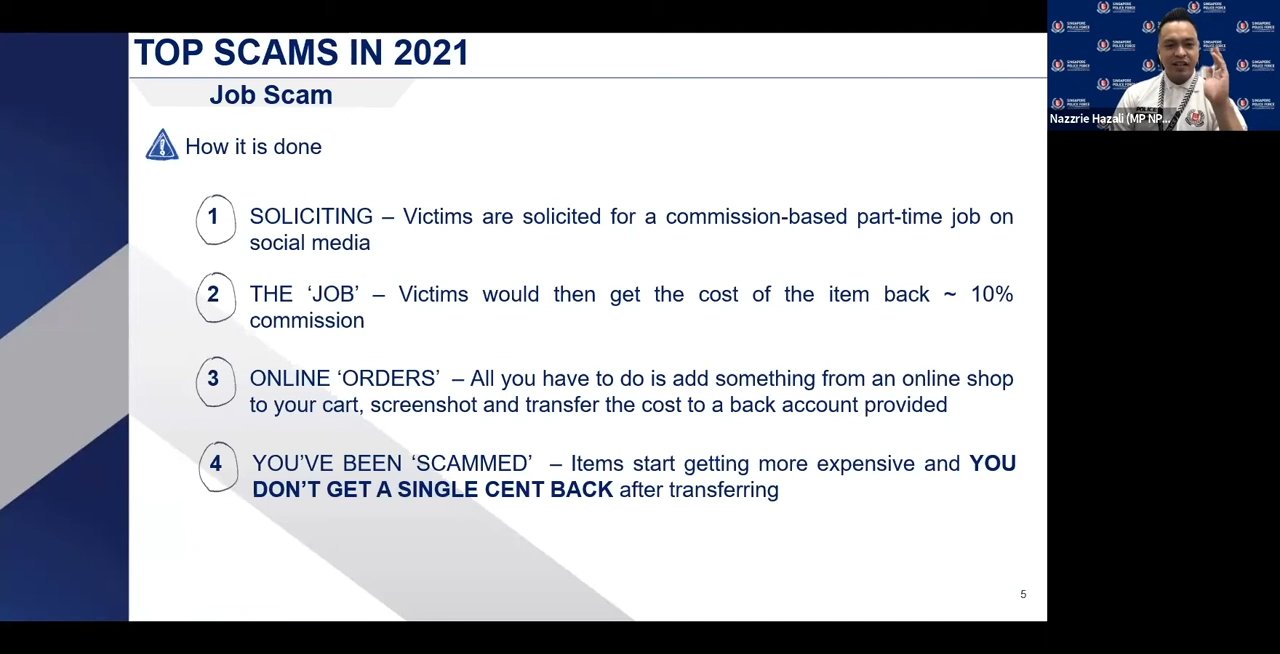 TOP SCAMS IN 2021
Job Scam
How it is done
1 SOLICITING – Victims are solicited for a commission-based part-time job on
social media
2 THE ‘JOB’ – Victims would then get the cost of the item back ~ 10%
commission
3 ONLINE ‘ORDERS’ – All you have to do is add something from an online shop
to your cart, screenshot and transfer the cost to a back account provided
4 YOU’VE BEEN ‘SCAMMED’ – Items start getting more expensive and YOU
DON’T GET A SINGLE CENT BACK after transferring
5
SINGAPORE
POLICE FORCE
Nazzrie Hazali (MP NP...